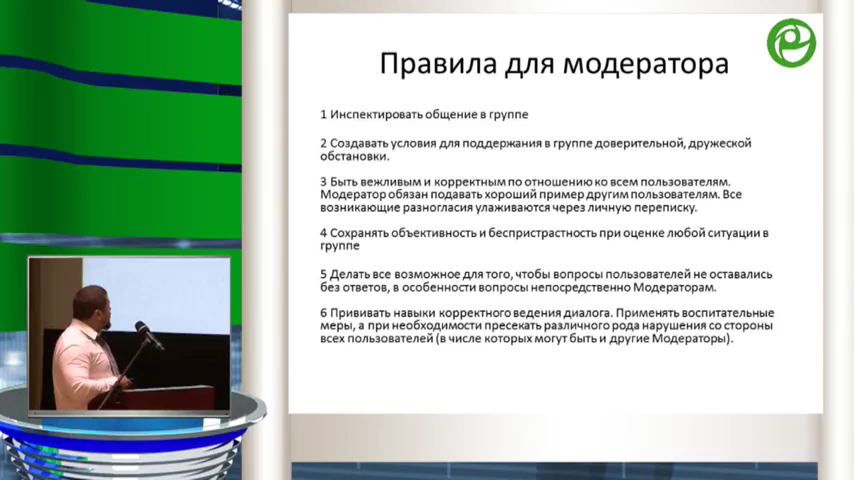 Правила для модератора
1 Инспектировать общение в группе
2 Создавать условия для поддержания в группе доверительной, дружеской
обстановки.
3 Быть вежливым и корректным по отношению ко всем пользователям.
Модератор обязан подавать хороший пример другим пользователям. Все
возникающие разногласия улаживаются через личную переписку.
4 Сохранять объективность и беспристрастность при оценке любой ситуации в
группе
5 Делать все возможное для того, чтобы вопросы пользователей не оставались
без ответов, в особенности вопросы непосредственно Модераторам.
6 Прививать навыки корректного ведения диалога. Применять воспитательные
меры, а при необходимости пресекать различного рода нарушения со стороны
всех пользователей (в числе которых могут быть и другие Модераторы).